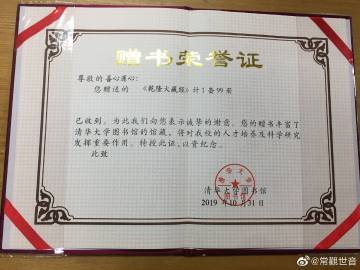 赠书荣誉证
尊敬的善心莲心:
您赠送的 《乾隆大藏经》 计1套99册
已收到，为此我们向您表示诚挚的谢意。您的赠书丰富了
清华大学图书馆的馆藏，将对我校的人才培养及科学研究
发挥重要作用。特授此证，以资纪念。
此致
清华大学图书馆
2019年10月31日
@常觀世音